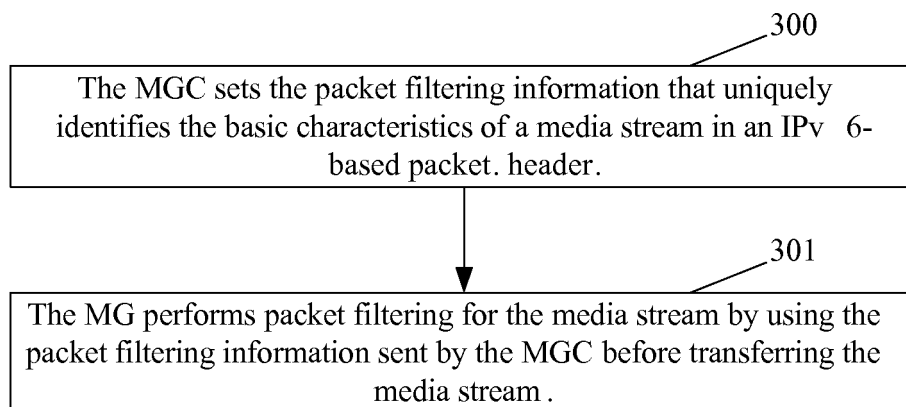 300
The MGC sets the packet filtering information that uniquely
identifies the basic characteristics of a media stream in an IPv 6-
based packet. header.
301
The MG performs packet filtering for the media stream by using the
packet filtering information sent by the MGC before transferring the
media stream .